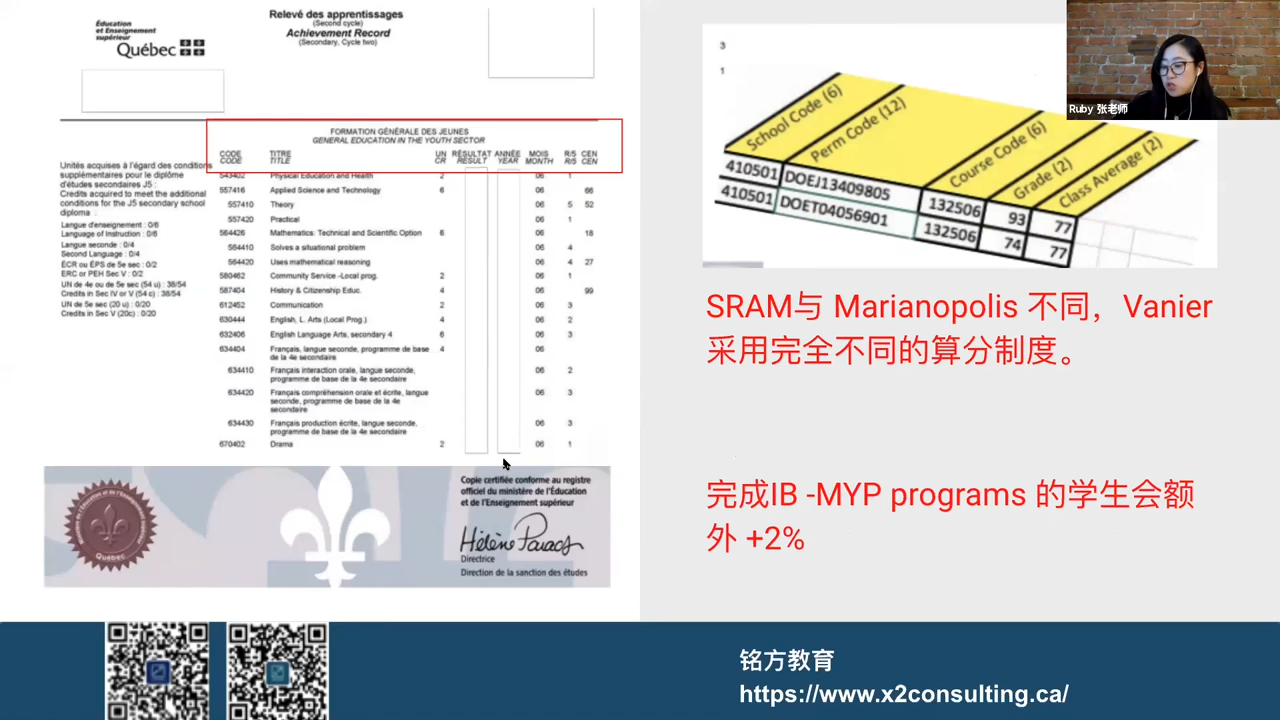 Éducation
et Enseignement
supérieur
Québec
Relevé des apprentissages
(Second cycle)
Achievement Record
(Secondary, Cycle two)
FORMATION GÉNÉRALE DES JEUNES
GENERAL EDUCATION IN THE YOUTH SECTOR
CODE TITRE UN RÉSULTAT ANNÉE MOIS R/5 CEN
CODE TITLE CR RESULT YEAR MONTH R/5 CEN
Unités acquises à l'égard des conditions
supplémentaires pour le diplôme
d'études secondaires J5 :
Credits acquired to meet the additional
conditions for the J5 secondary school
diploma
Langue d'enseignement : 0/6
Language of Instruction : 0/6
Langue seconde : 0/4
Second Language : 0/4
ÉCR ou ÉPS de 5e sec : 0/2
ERC or PEH Sec V : 0/2
UN de 4e ou de 5e sec (54 u) : 38/54
Credits in Sec IV or V (54 c) : 38/54
UN de 5e sec (20 u) : 0/20
Credits in Sec V (20c) : 0/20
543402 Physical Education and Health 2 06 1
557416 Applied Science and Technology 6 06 66
557410 Theory 06 5 52
557420 Practical 06 1
564426 Mathematics: Technical and Scientific Option 6 06 18
564410 Solves a situational problem 06 4
564420 Uses mathematical reasoning 06 4 27
580462 Community Service -Local prog. 2 06 1
587404 History & Citizenship Educ. 4 06 99
612452 Communication 2 06 3
630444 English, L. Arts (Local Prog.) 4 06 2
632406 English Language Arts, secondary 4 6 06 3
634404 Français, langue seconde, programme de base 4 06
de la 4e secondaire
634410 Français interaction orale, langue seconde, 06 2
programme de base de la 4e secondaire
634420 Français compréhension orale et écrite, langue 06 3
seconde, programme de base de la 4e
secondaire
634430 Français production écrite, langue seconde, 06 3
programme de base de la 4e secondaire
670402 Drama 2 06 1
Québec
Copie certifiée conforme au registre
officiel du ministère de l'Éducation
et de l'Enseignement supérieur
Directrice
Direction de la sanction des études
3
1
School Code (6) Perm Code (12) Course Code (6) Grade (2) Class Average (2)
410501 DOEJ13409805 132506 93 77
410501 DOET04056901 132506 74 77
Ruby 张老师
SRAM与 Marianopolis 不同，Vanier
采用完全不同的算分制度。
完成IB -MYP programs 的学生会额
外 +2%
铭方教育
https://www.x2consulting.ca/